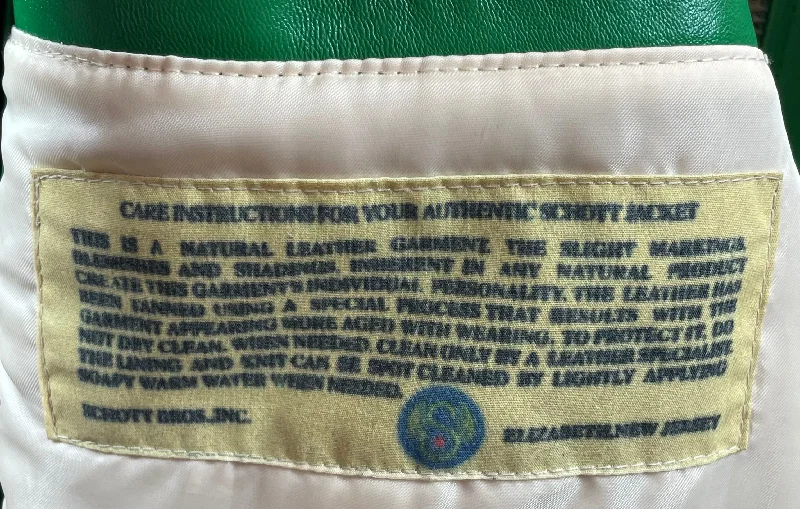 CARE INSTRUCTIONS FOR YOUR AUTHENTIC SCHOTT JACKET
THIS IS A NATURAL LEATHER GARMENT. THE SLIGHT MARKINGS,
BLEMISHES AND SHADINGS, INHERENT IN ANY NATURAL PRODUCT
CREATE THIS GARMENT'S INDIVIDUAL PERSONALITY. THE LEATHER HAS
BEEN TANNED USING A SPECIAL PROCESS THAT RESULTS WITH THE
GARMENT APPEARING MORE AGED WITH WEARING. TO PROTECT IT, DO
NOT DRY CLEAN. WHEN NEEDED CLEAN ONLY BY A LEATHER SPECIALIST.
THE LINING AND KNIT CAN BE SPOT CLEANED BY LIGHTLY APPLYING
SOAPY WARM WATER WHEN NEEDED.
SCHOTT BROS., INC.
ELIZABETH, NEW JERSEY